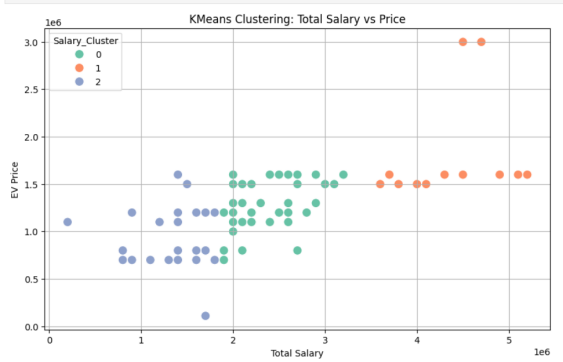 KMeans Clustering: Total Salary vs Price
1e6
Salary_Cluster
0
1
2
3.0
2.5
2.0
1.5
1.0
0.5
0.0
EV Price
0 1 2 3 4 5
1e6
Total Salary